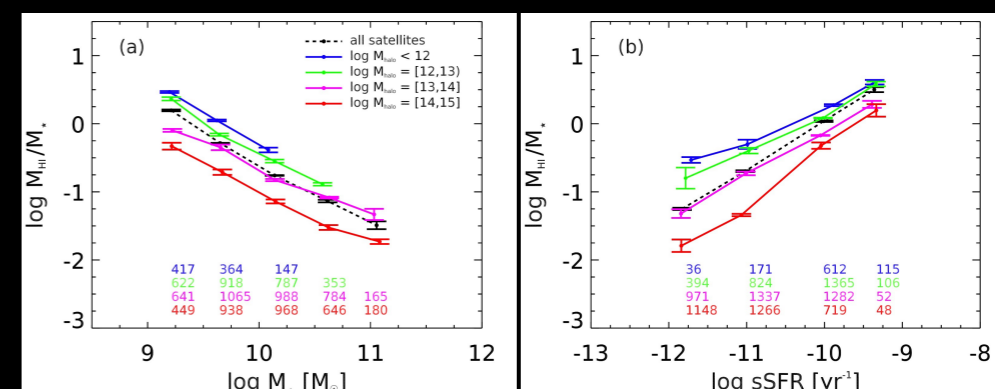 (a)
all satellites
log M_halo < 12
log M_halo = [12,13)
log M_halo = [13,14]
log M_halo = [14,15]
log M_HI/M_*
1
0
-1
-2
-3
417 364 147
622 918 787 353
641 1065 988 784 165
449 938 968 646 180
9 10 11 12
log M_* [M_⊙]
(b)
log M_HI/M_*
1
0
-1
-2
-3
36 171 612 115
394 824 1365 106
971 1337 1282 52
1148 1266 719 48
-13 -12 -11 -10 -9 -8
log sSFR [yr⁻¹]